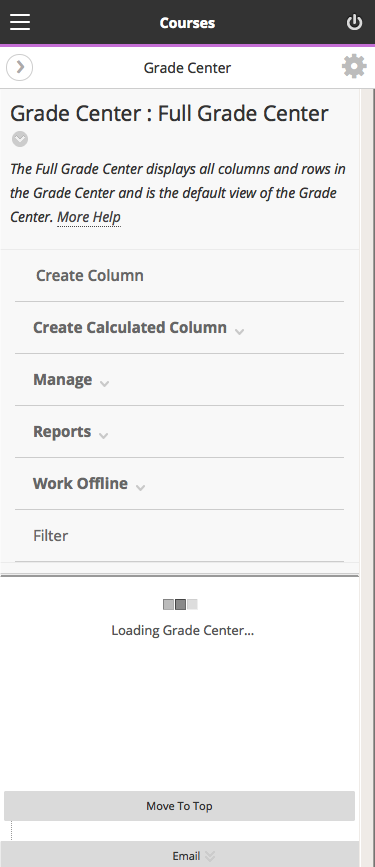 Courses
Grade Center
Grade Center : Full Grade Center
The Full Grade Center displays all columns and rows in
the Grade Center and is the default view of the Grade
Center. More Help
Create Column
Create Calculated Column
Manage
Reports
Work Offline
Filter
Loading Grade Center...
Move To Top
Email